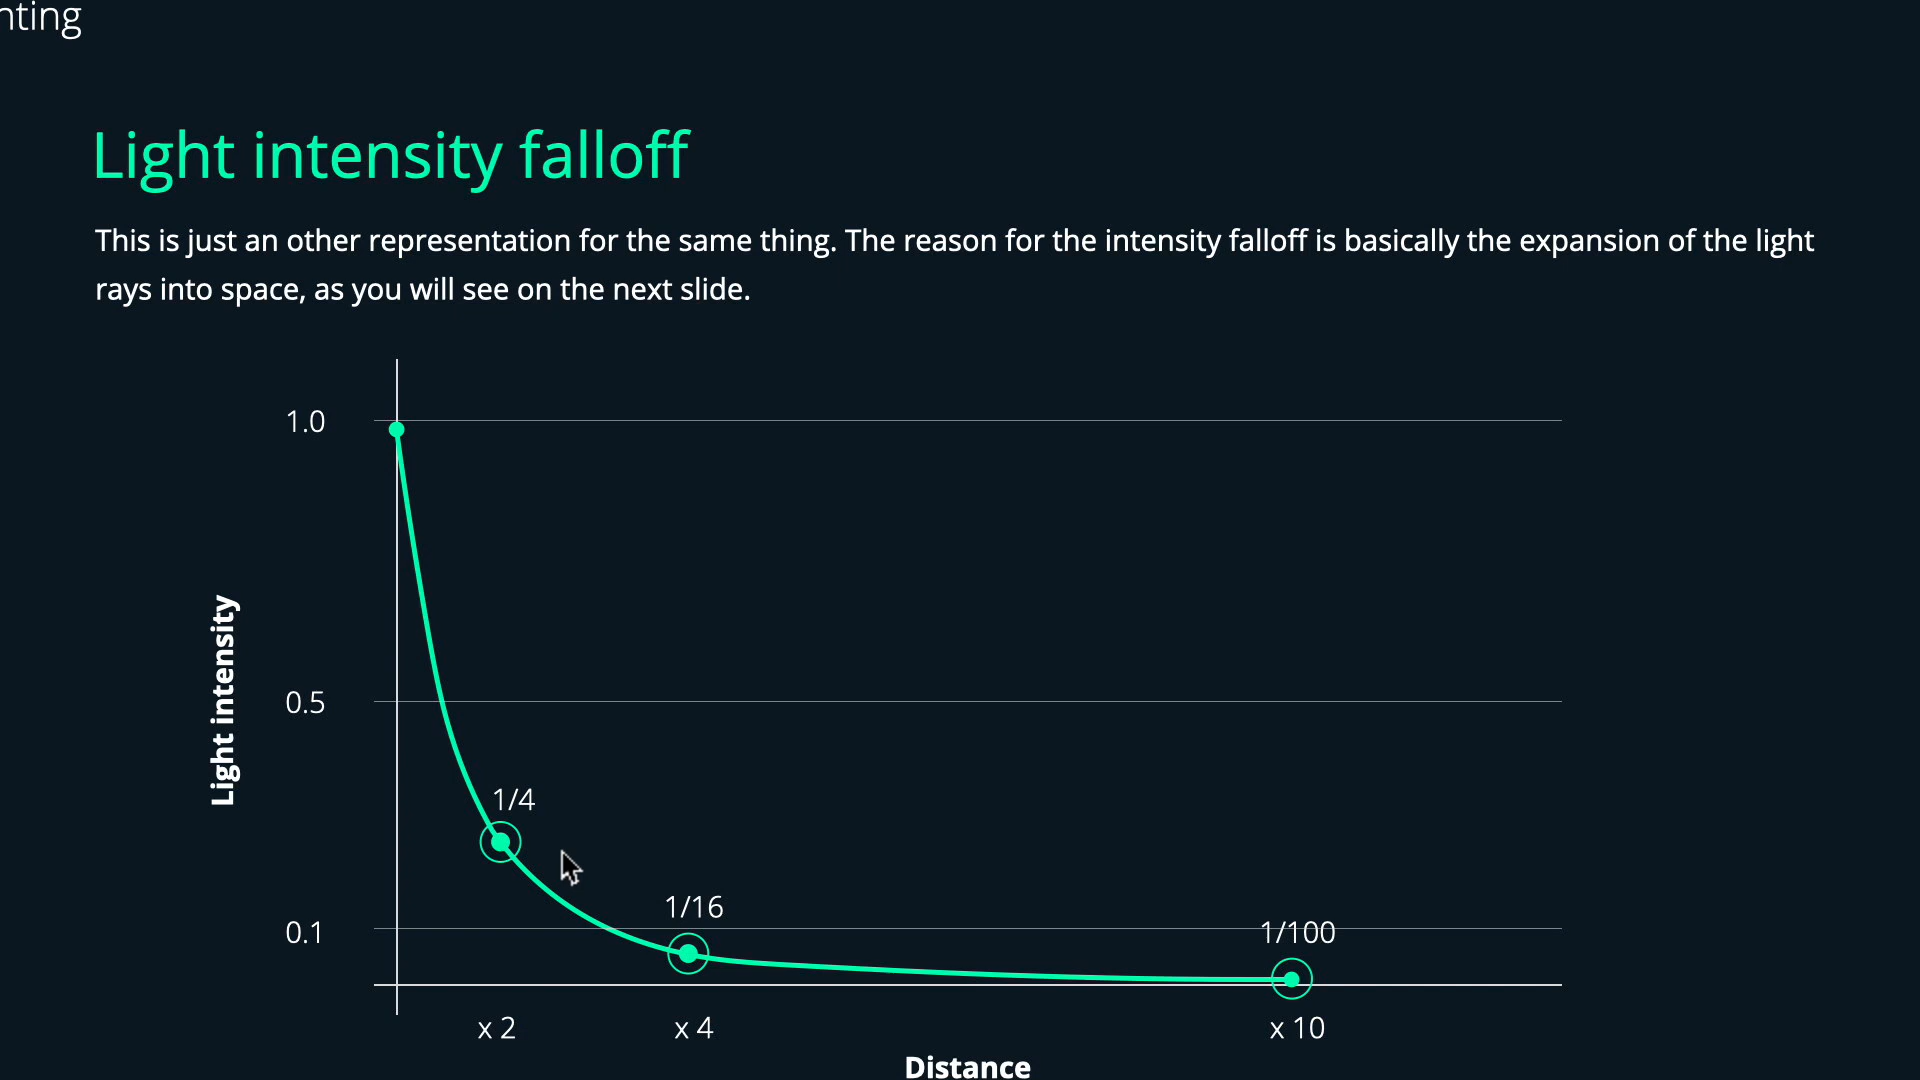 nting
Light intensity falloff
This is just an other representation for the same thing. The reason for the intensity falloff is basically the expansion of the light
rays into space, as you will see on the next slide.
1.0
0.5
0.1
Light intensity
1/4
1/16
1/100
x 2
x 4
x 10
Distance